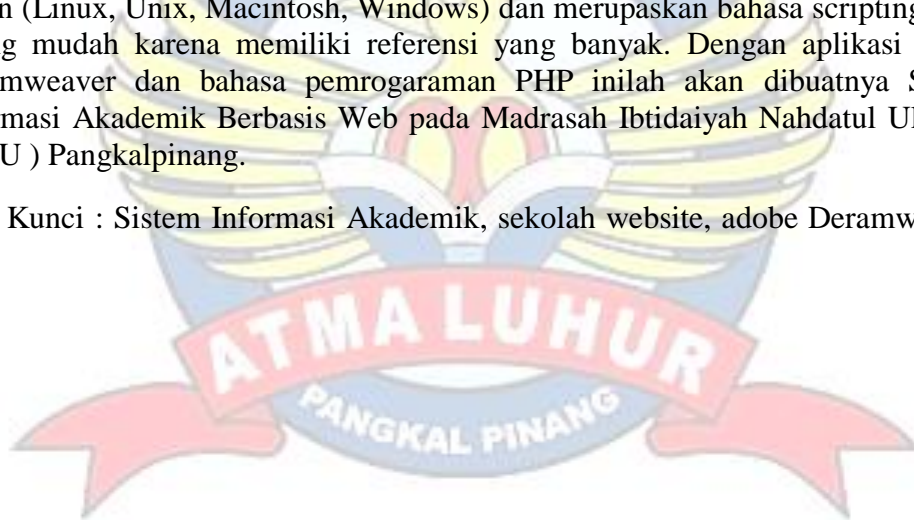 n (Linux, Unix, Macintosh, Windows) dan merupaskan bahasa scripting
g mudah karena memiliki referensi yang banyak. Dengan aplikasi
mweaver dan bahasa pemrogaraman PHP inilah akan dibuatnya S
masi Akademik Berbasis Web pada Madrasah Ibtidaiyah Nahdatul Ul
U ) Pangkalpinang.
Kunci : Sistem Informasi Akademik, sekolah website, adobe Deramw
ATMA LUHUR
PANGKAL PINANG